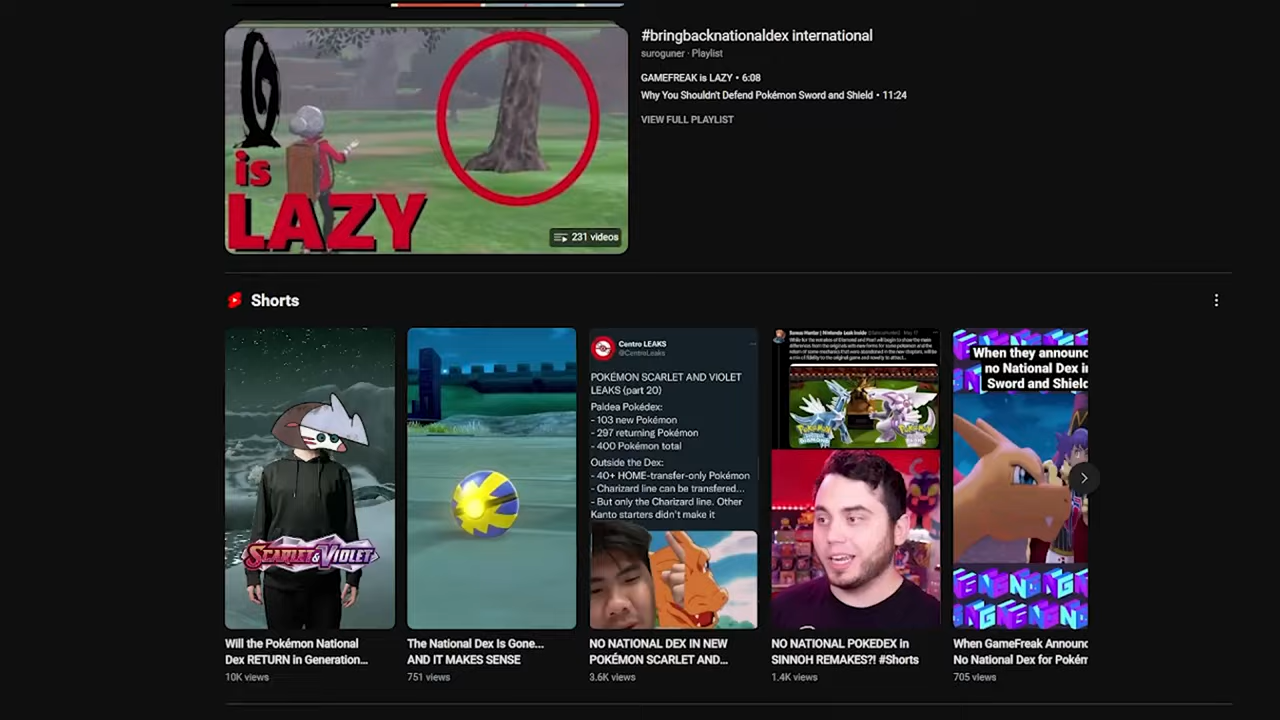 #bringbacknationaldex international
suroguner · Playlist
GAMEFREAK is LAZY • 6:08
Why You Shouldn't Defend Pokémon Sword and Shield • 11:24
VIEW FULL PLAYLIST
is
LAZY
231 videos
Shorts
SCARLET & VIOLET
Centro LEAKS
@CentroLeaks
POKÉMON SCARLET AND VIOLET
LEAKS (part 20)
Paldea Pokédex:
- 103 new Pokémon
- 297 returning Pokémon
- 400 Pokémon total
Outside the Dex:
- 40+ HOME-transfer-only Pokémon
- Charizard line can be transfered...
- But only the Charizard line. Other
Kanto starters didn't make it
When they announc
no National Dex in
Sword and Shield
Will the Pokémon National
Dex RETURN in Generation...
10K views
The National Dex Is Gone...
AND IT MAKES SENSE
751 views
NO NATIONAL DEX IN NEW
POKÉMON SCARLET AND...
3.6K views
NO NATIONAL POKEDEX in
SINNOH REMAKES?! #Shorts
1.4K views
When GameFreak Announc
No National Dex for Pokém
705 views